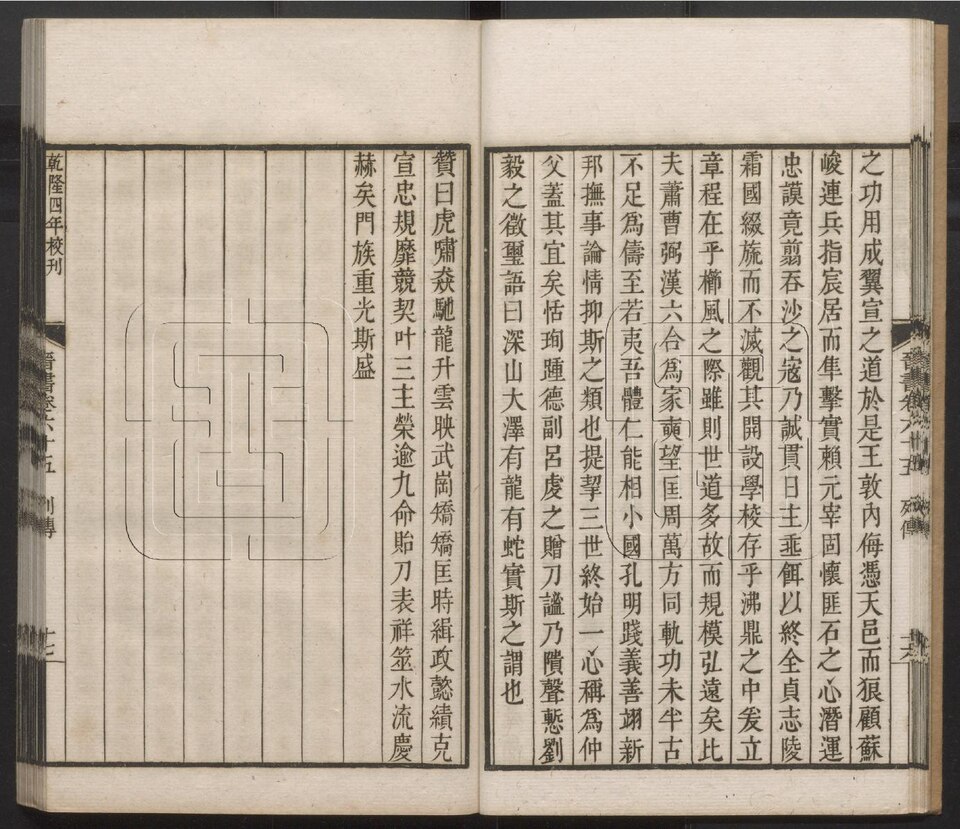 之功用成翼宣之道於是王敦內侮憑天邑而狼顧蘇
峻連兵指宸居而隼擊實賴元宰固懷匪石之心潛運
忠謨竟翦吞沙之寇乃誠貫日主垂餌以終全貞志陵
霜國綴旒而不滅觀其開設學校存乎沸鼎之中爰立
章程在乎櫛風之際雖則世道多故而規模弘遠矣比
夫蕭曹弼漢六合爲家奭望匡周萬方同軌功未半古
不足爲儔至若夷吾體仁能相小國孔明踐義善翊新
邦撫事論情抑斯之類也提挈三世終始一心稱爲仲
父蓋其宜矣恬珣踵德副呂虔之贈刀謐乃隤聲慙劉
毅之徵璽語曰深山大澤有龍有蛇實斯之謂也
晉書卷六十五 列傳 十六
贊曰虎嘯猋馳龍升雲映武岡矯矯匡時緝政懿績克
宣忠規靡競契叶三主榮逾九命貽刀表祥筮水流慶
赫矣門族重光斯盛
乾隆四年校刊 晉書卷六十五 列傳 十七